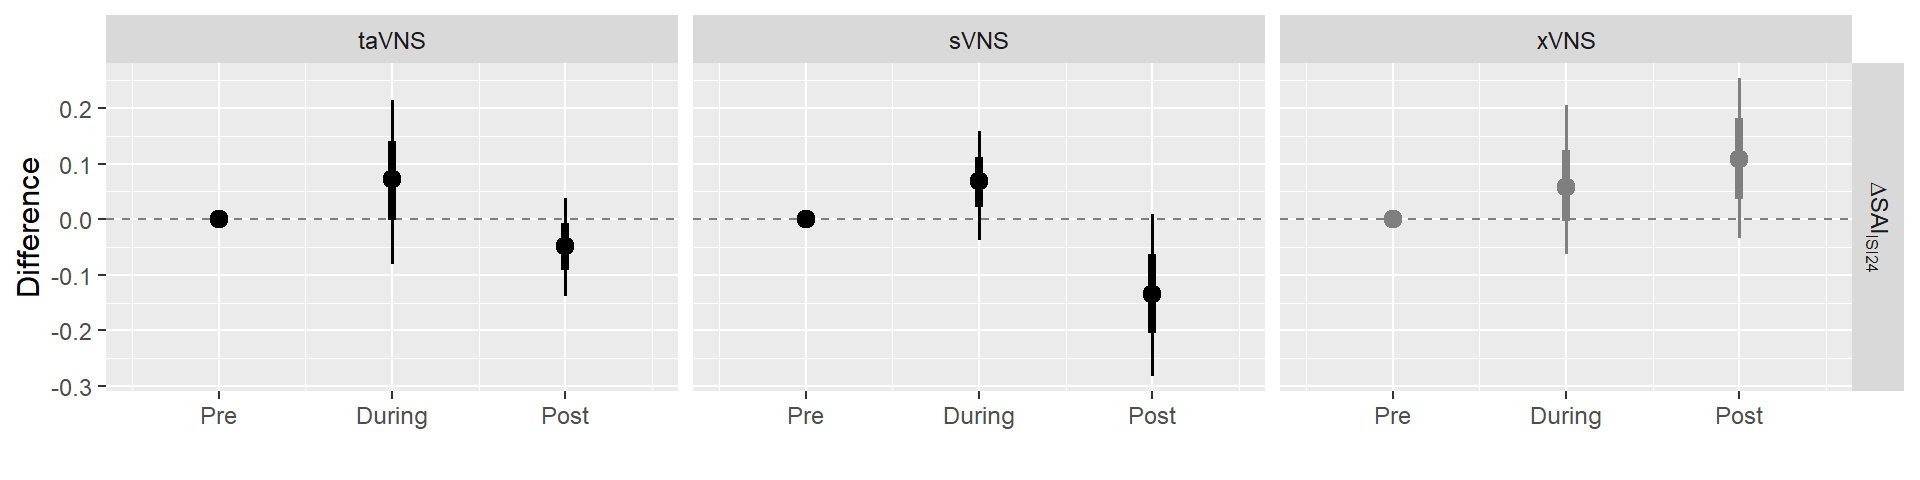 taVNS sVNS xVNS
0.2
0.1
0.0
-0.1
-0.2
-0.3
Difference
ΔSAI_ISI24
Pre During Post Pre During Post Pre During Post